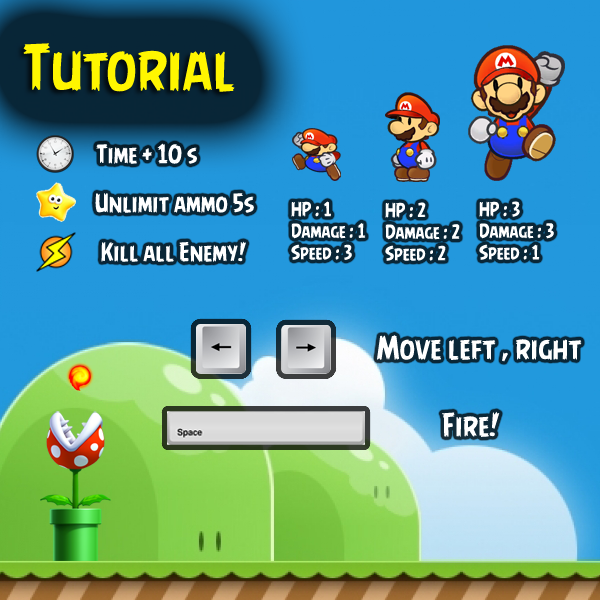 Tutorial
Time + 10 s
Unlimit ammo 5s
Kill all Enemy!
HP : 1
Damage : 1
Speed : 3
HP : 2
Damage : 2
Speed : 2
HP : 3
Damage : 3
Speed : 1
← →
Move left , right
Space
Fire!